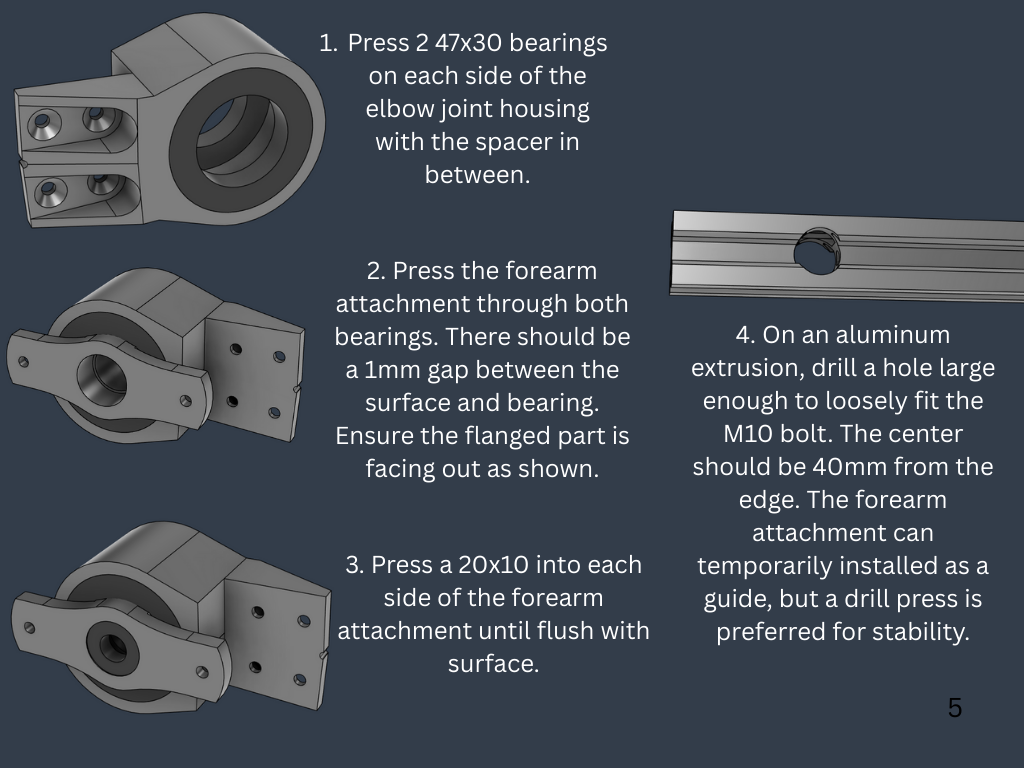 1. Press 2 47x30 bearings
on each side of the
elbow joint housing
with the spacer in
between.
2. Press the forearm
attachment through both
bearings. There should be
a 1mm gap between the
surface and bearing.
Ensure the flanged part is
facing out as shown.
3. Press a 20x10 into each
side of the forearm
attachment until flush with
surface.
4. On an aluminum
extrusion, drill a hole large
enough to loosely fit the
M10 bolt. The center
should be 40mm from the
edge. The forearm
attachment can
temporarily installed as a
guide, but a drill press is
preferred for stability.
5